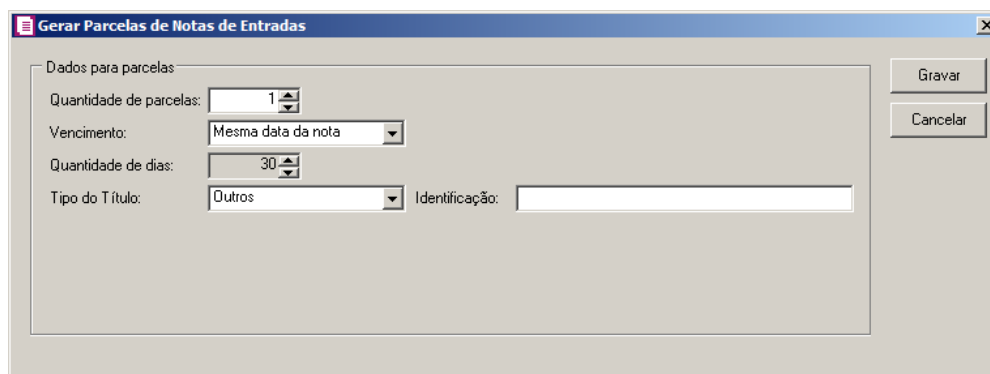 Gerar Parcelas de Notas de Entradas
Dados para parcelas
Quantidade de parcelas: 1
Vencimento: Mesma data da nota
Quantidade de dias: 30
Tipo do Título: Outros Identificação:
Gravar
Cancelar